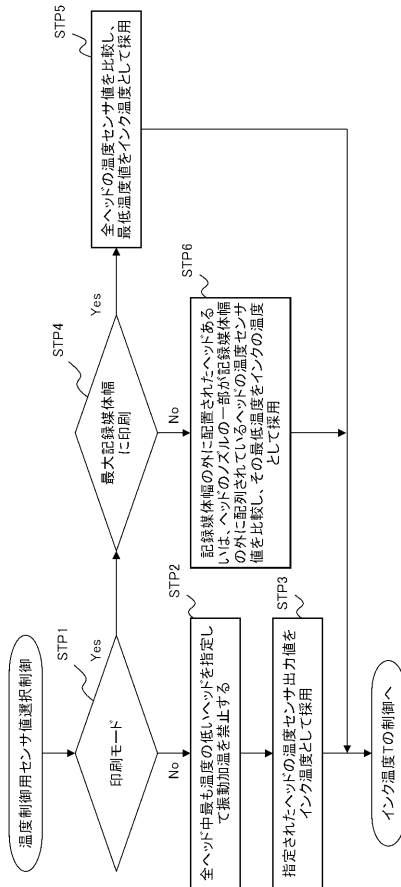 温度制御用センサ値選択制御
STP1
印刷モード
Yes
No
STP2
全ヘッド中最も温度の低いヘッドを指定し
て振動加温を禁止する
STP3
指定されたヘッドの温度センサ出力値を
インク温度として採用
インク温度Tの制御へ
STP4
最大記録媒体幅
に印刷
Yes
No
STP5
全ヘッドの温度センサ値を比較し、
最低温度値をインク温度として採用
STP6
記録媒体幅の外に配置されたヘッドある
いは、ヘッドのノズルの一部が記録媒体幅
の外に配列されているヘッドの温度センサ
値を比較し、その最低温度をインクの温度
として採用